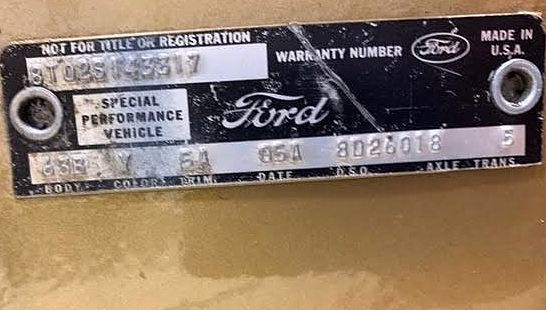 NOT FOR TITLE OR REGISTRATION
WARRANTY NUMBER
Ford
MADE IN
U.S.A.
8T02S143317
SPECIAL
PERFORMANCE
VEHICLE
Ford
63B Y 6A 05A 8D26018 5
BODY COLOR TRIM DATE D.S.O. AXLE TRANS